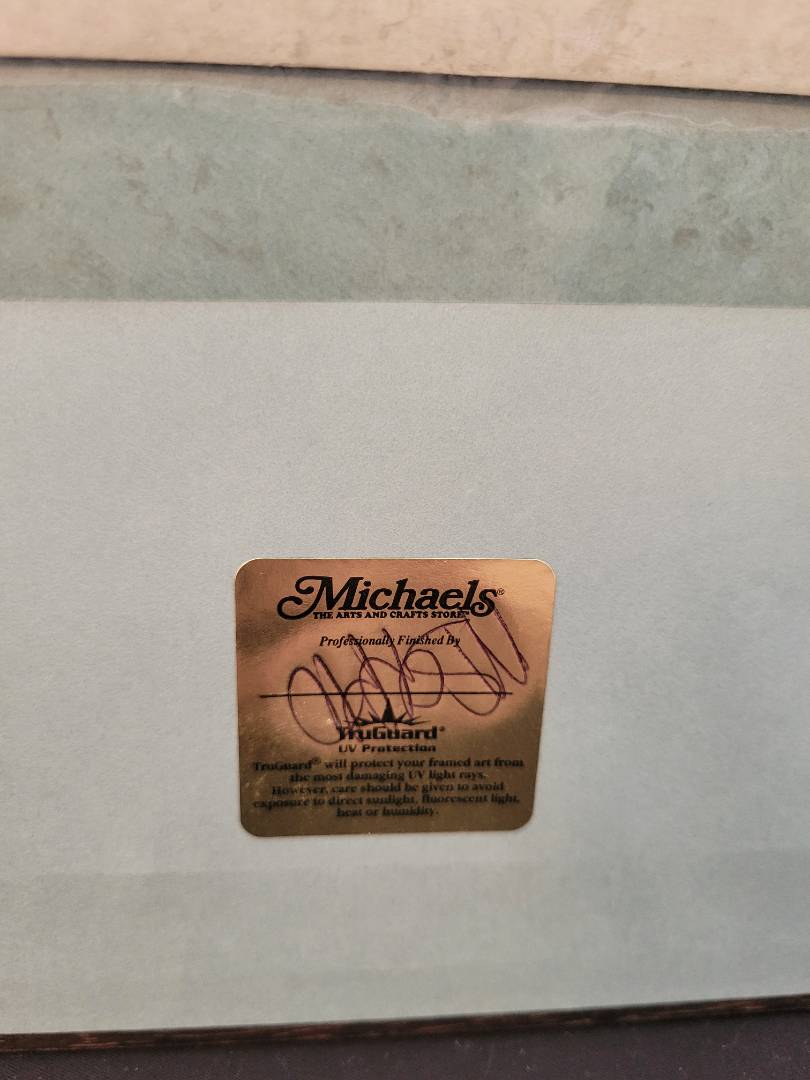 Michaels®
THE ARTS AND CRAFTS STORE℠
Professionally Finished By
TruGuard®
UV Protection
TruGuard® will protect your framed art from
the most damaging UV light rays.
However, care should be given to avoid
exposure to direct sunlight, fluorescent light,
heat or humidity.